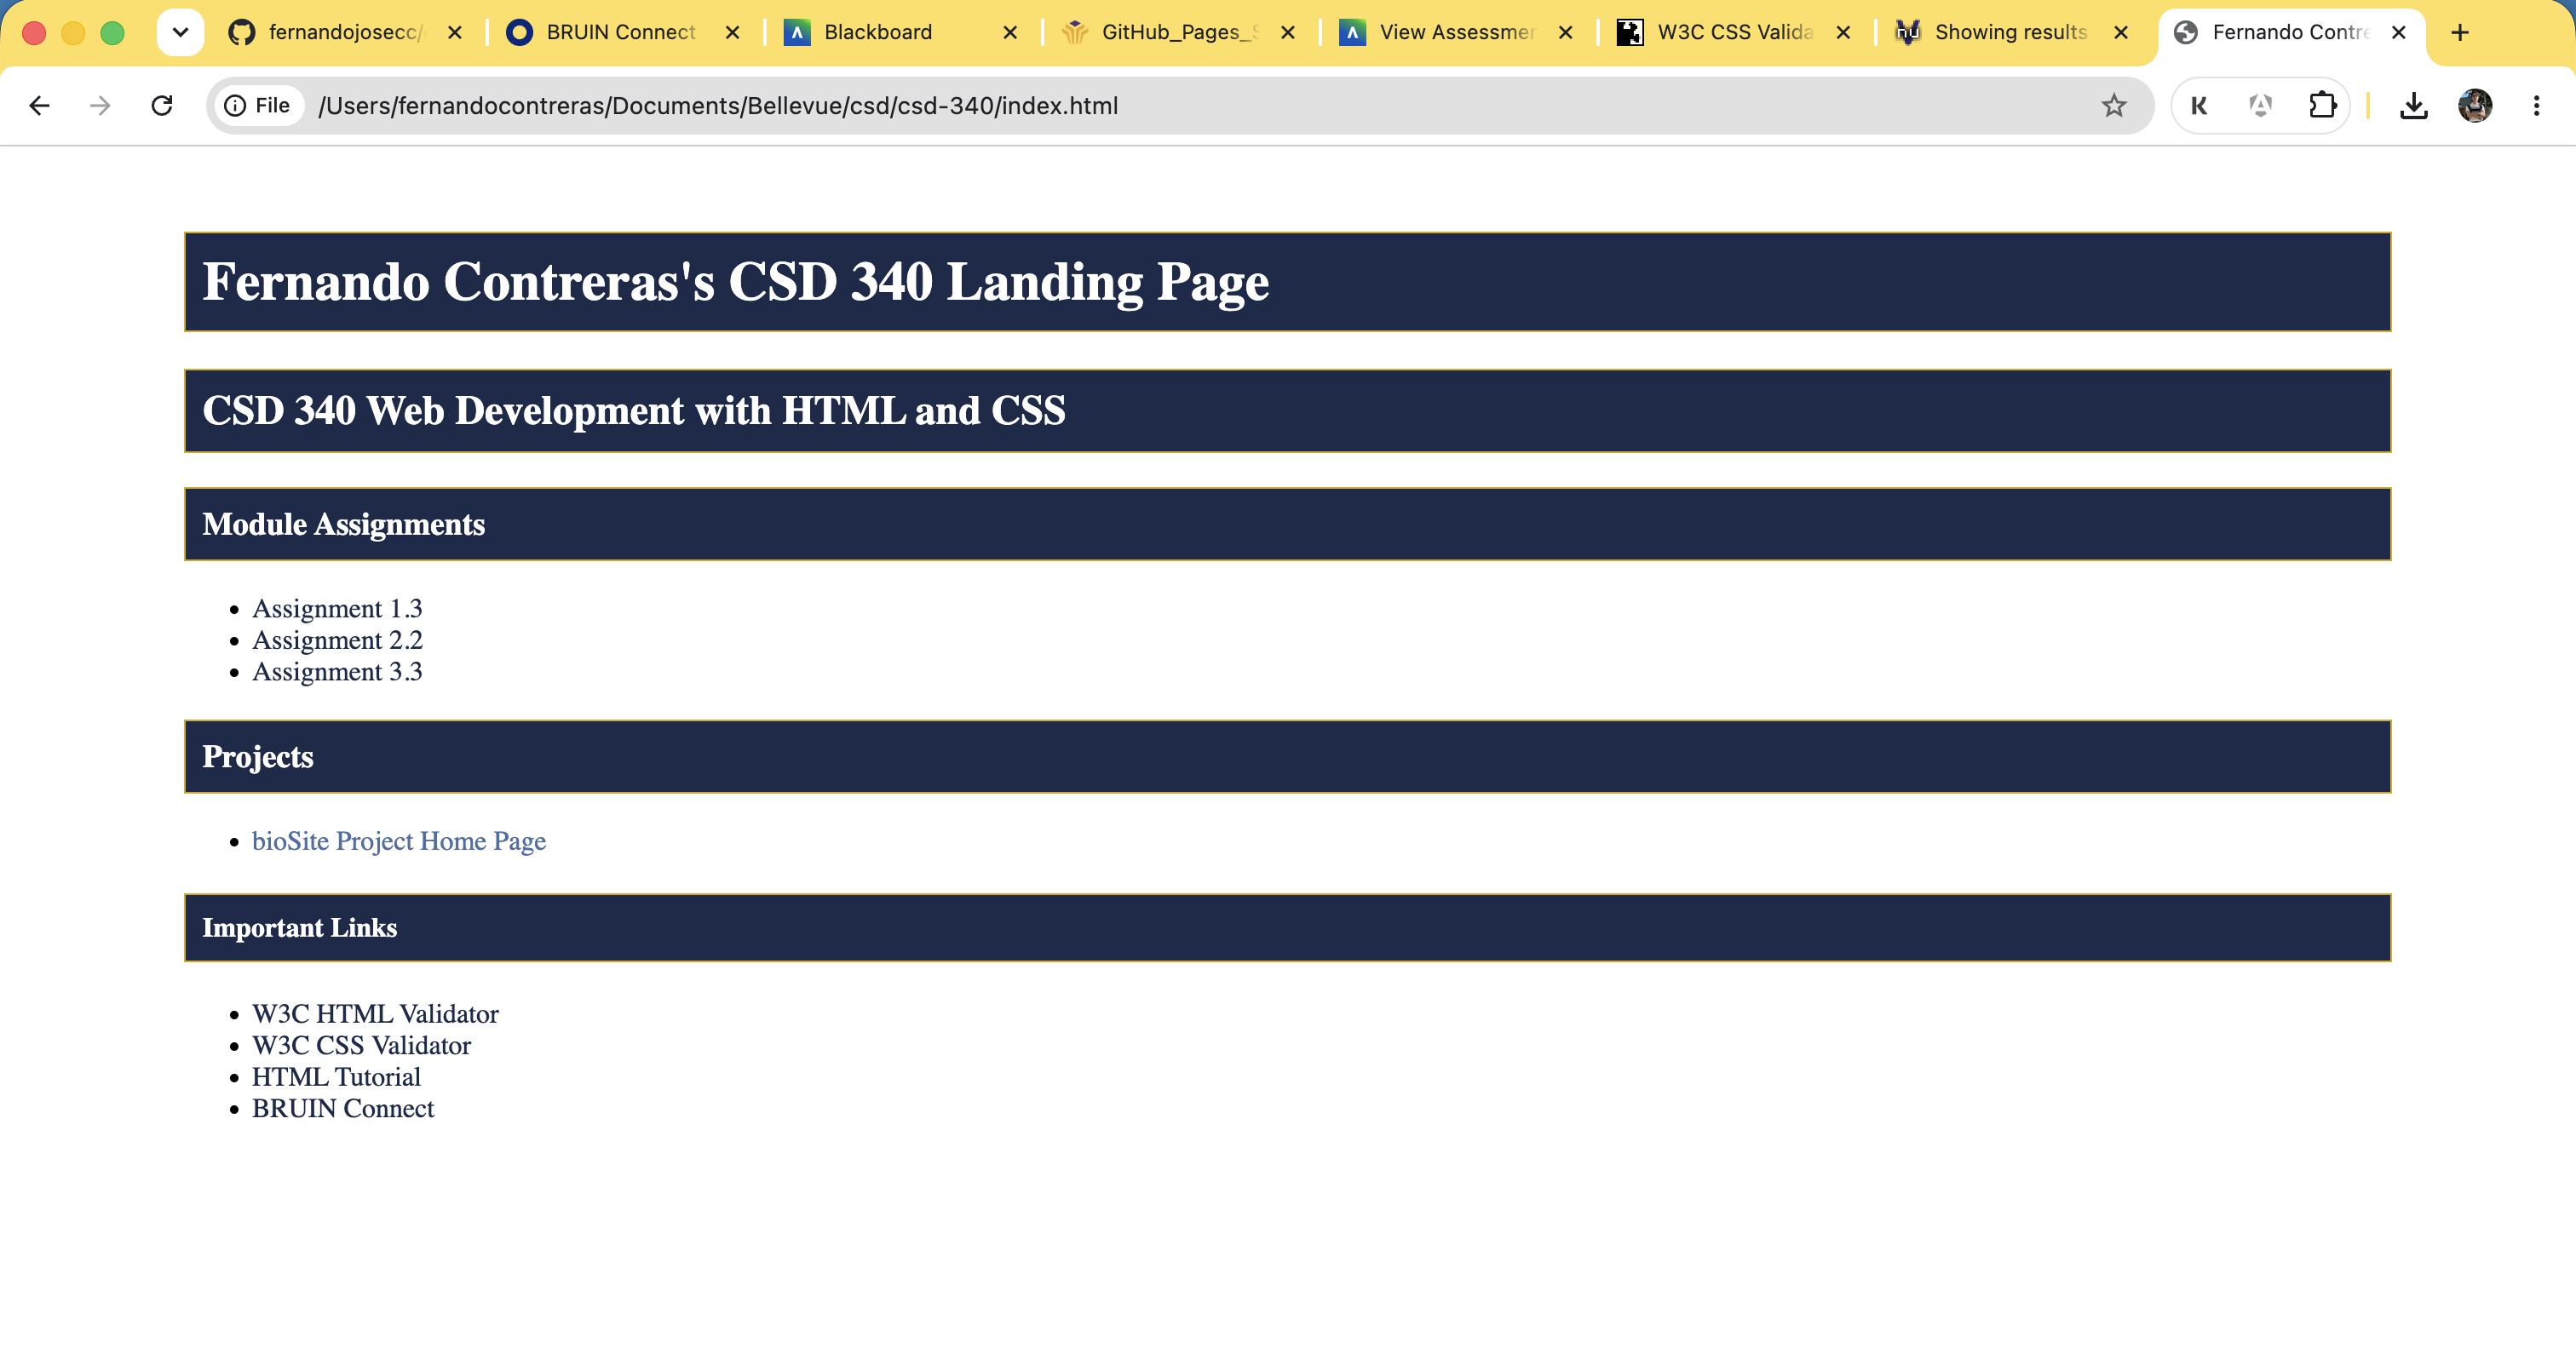 fernandojosecc/
BRUIN Connect
Blackboard
GitHub_Pages_S
View Assessmen
W3C CSS Valida
Showing results
Fernando Contre
File
/Users/fernandocontreras/Documents/Bellevue/csd/csd-340/index.html
Fernando Contreras's CSD 340 Landing Page
CSD 340 Web Development with HTML and CSS
Module Assignments
Assignment 1.3
Assignment 2.2
Assignment 3.3
Projects
bioSite Project Home Page
Important Links
W3C HTML Validator
W3C CSS Validator
HTML Tutorial
BRUIN Connect